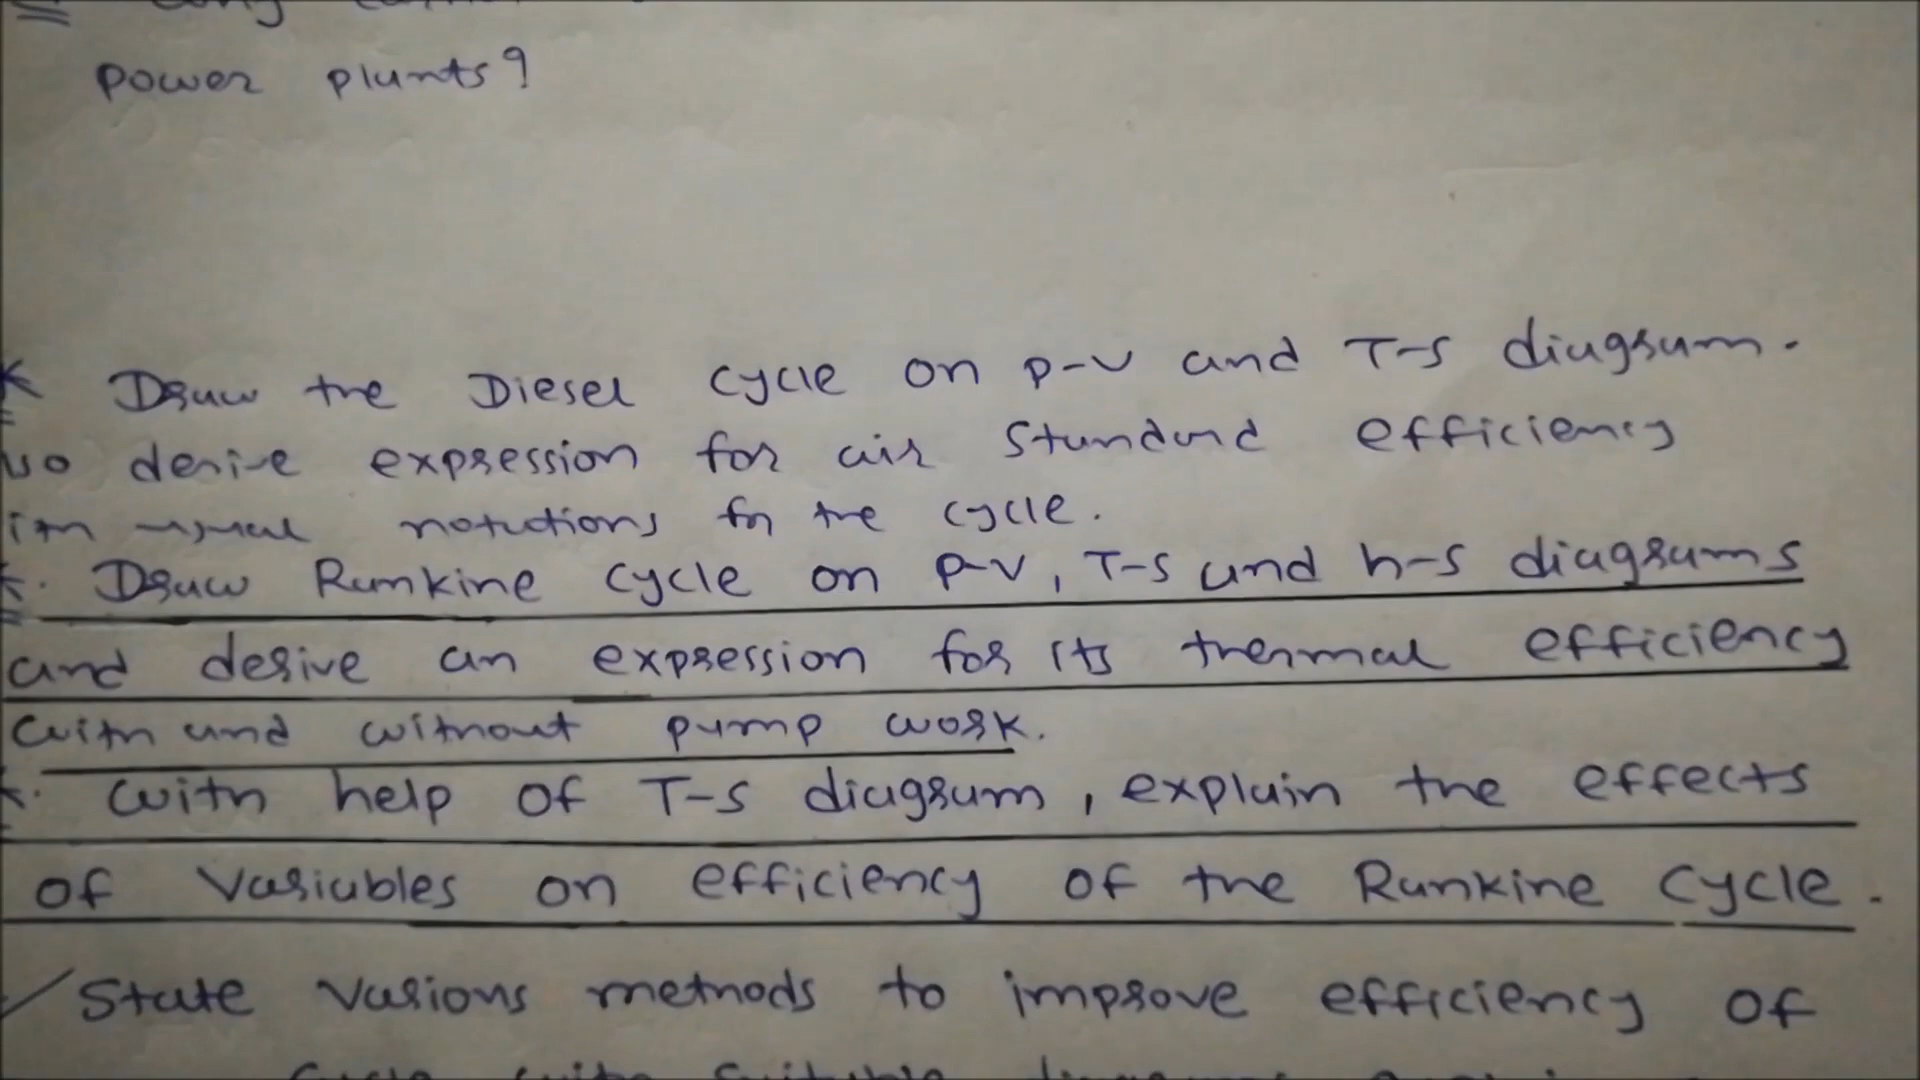 power plants?
Draw the Diesel cycle on p-v and T-s diagram.
derive expression for air standard efficiency
usual notations for the cycle.
Draw Rankine cycle on p-v, T-s and h-s diagrams
and derive an expression for its thermal efficiency
with and without pump work.
with help of T-s diagram, explain the effects
of variables on efficiency of the Rankine cycle.
State various methods to improve efficiency of